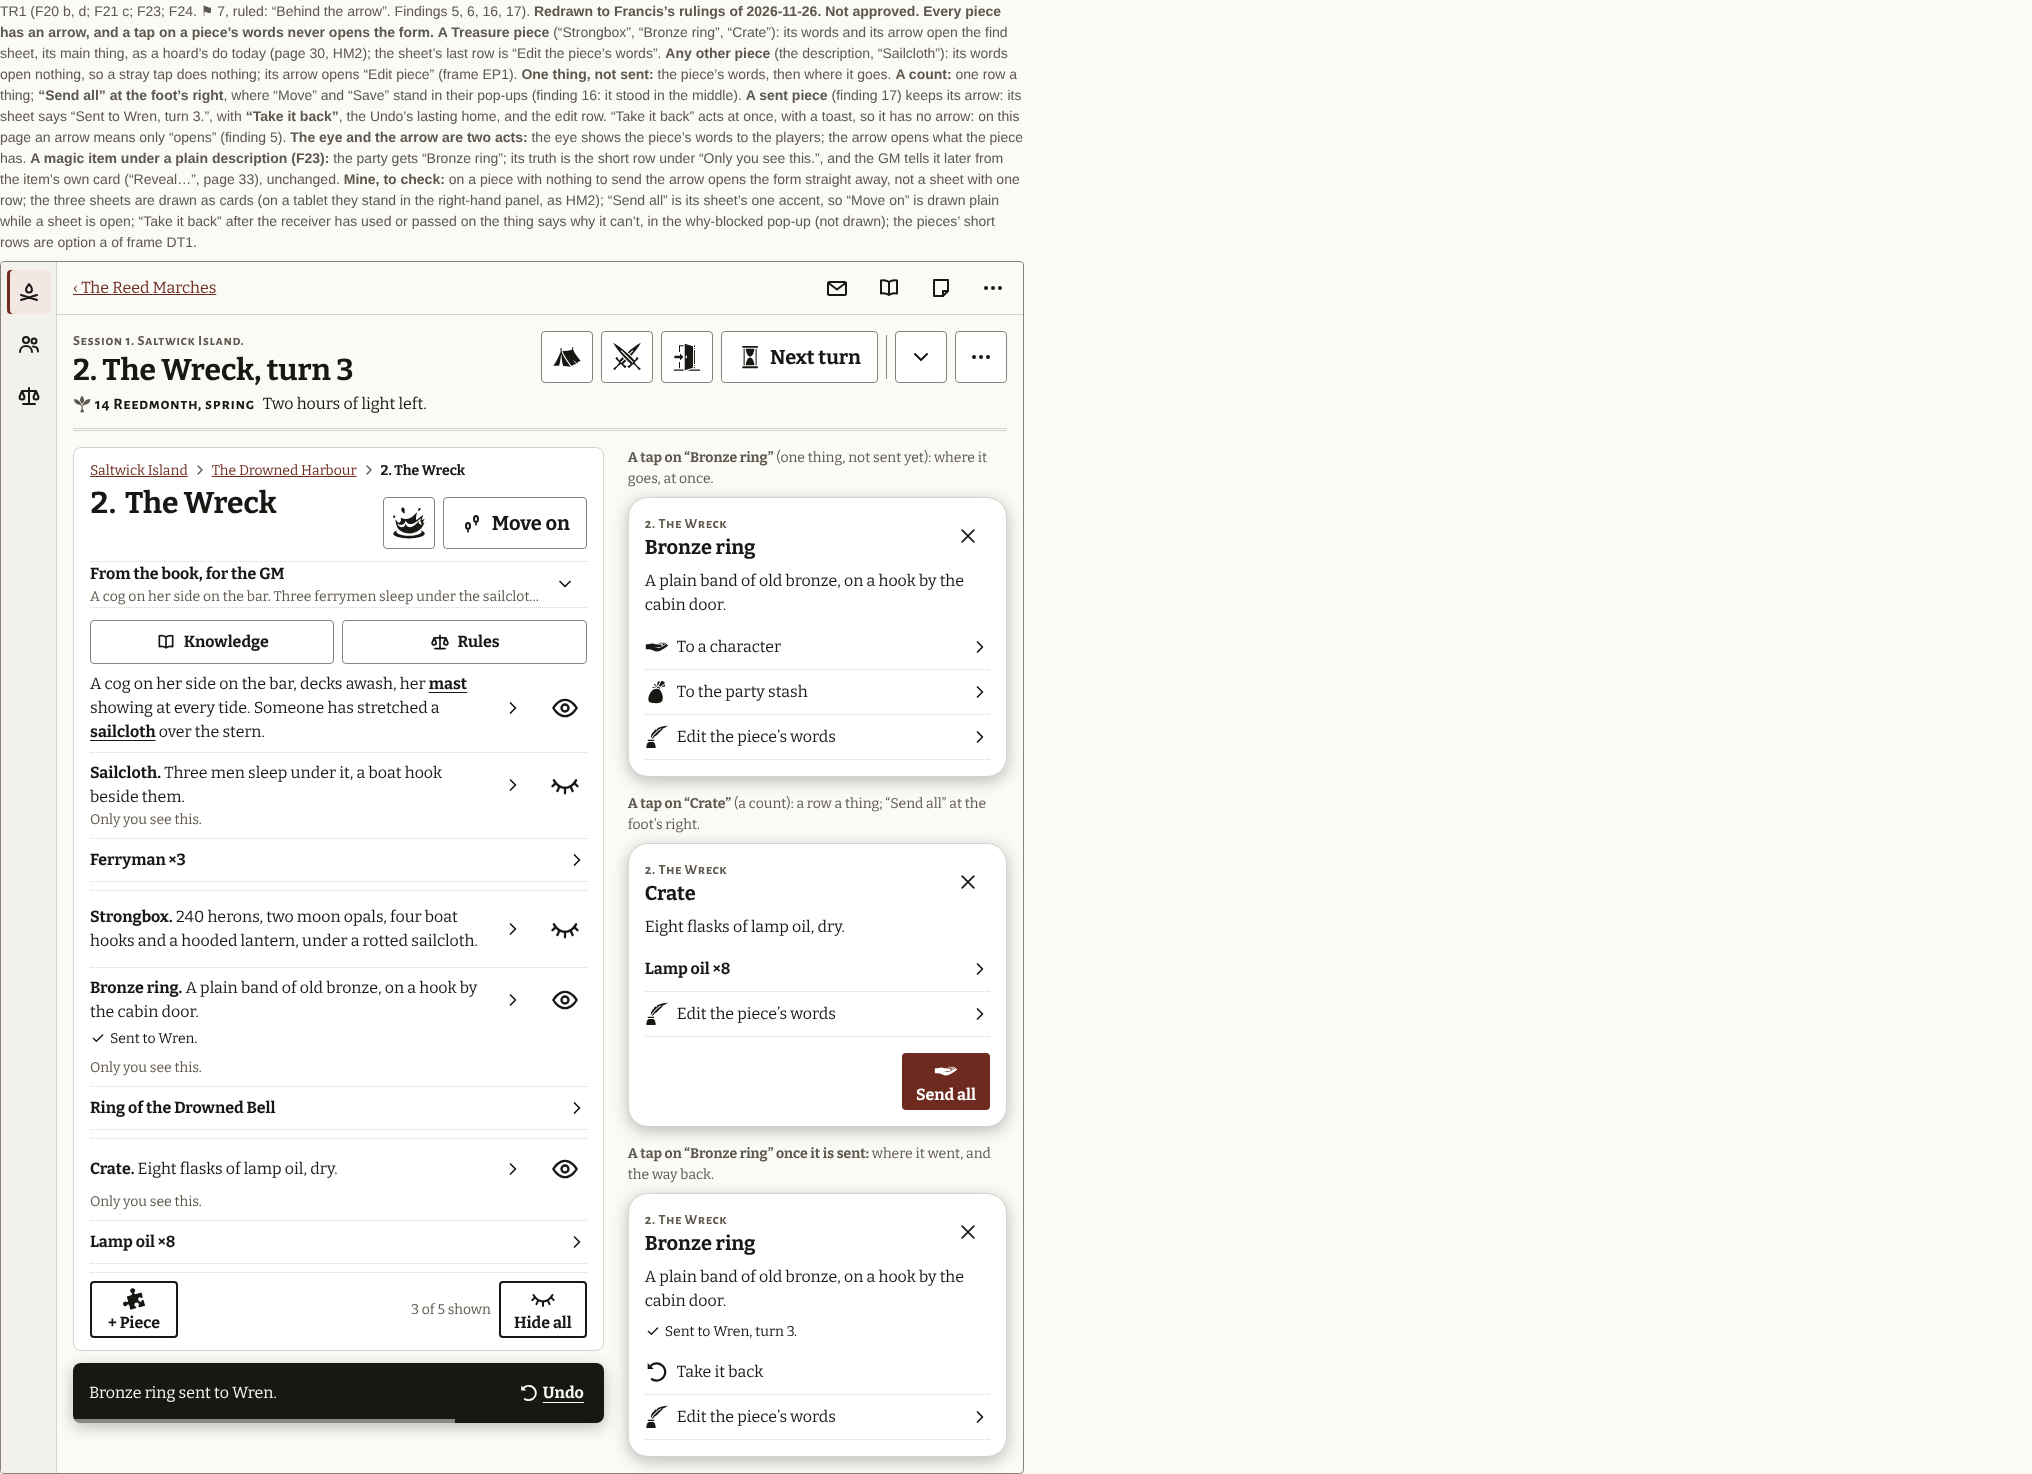 TR1 (F20 b, d; F21 c; F23; F24. ⚑ 7, ruled: “Behind the arrow”. Findings 5, 6, 16, 17). Redrawn to Francis’s rulings of 2026-11-26. Not approved. Every piece
has an arrow, and a tap on a piece’s words never opens the form. A Treasure piece (“Strongbox”, “Bronze ring”, “Crate”): its words and its arrow open the find
sheet, its main thing, as a hoard’s do today (page 30, HM2); the sheet’s last row is “Edit the piece’s words”. Any other piece (the description, “Sailcloth”): its words
open nothing, so a stray tap does nothing; its arrow opens “Edit piece” (frame EP1). One thing, not sent: the piece’s words, then where it goes. A count: one row a
thing; “Send all” at the foot’s right, where “Move” and “Save” stand in their pop-ups (finding 16: it stood in the middle). A sent piece (finding 17) keeps its arrow: its
sheet says “Sent to Wren, turn 3.”, with “Take it back”, the Undo’s lasting home, and the edit row. “Take it back” acts at once, with a toast, so it has no arrow: on this
page an arrow means only “opens” (finding 5). The eye and the arrow are two acts: the eye shows the piece’s words to the players; the arrow opens what the piece
has. A magic item under a plain description (F23): the party gets “Bronze ring”; its truth is the short row under “Only you see this.”, and the GM tells it later from
the item’s own card (“Reveal…”, page 33), unchanged. Mine, to check: on a piece with nothing to send the arrow opens the form straight away, not a sheet with one
row; the three sheets are drawn as cards (on a tablet they stand in the right-hand panel, as HM2); “Send all” is its sheet’s one accent, so “Move on” is drawn plain
while a sheet is open; “Take it back” after the receiver has used or passed on the thing says why it can’t, in the why-blocked pop-up (not drawn); the pieces’ short
rows are option a of frame DT1.
‹ The Reed Marches
Session 1. Saltwick Island.
2. The Wreck, turn 3
Next turn
14 Reedmonth, spring Two hours of light left.
Saltwick Island > The Drowned Harbour > 2. The Wreck
2. The Wreck
Move on
From the book, for the GM
A cog on her side on the bar. Three ferrymen sleep under the sailclot…
Knowledge
Rules
A cog on her side on the bar, decks awash, her mast
showing at every tide. Someone has stretched a
sailcloth over the stern.
Sailcloth. Three men sleep under it, a boat hook
beside them.
Only you see this.
Ferryman ×3
Strongbox. 240 herons, two moon opals, four boat
hooks and a hooded lantern, under a rotted sailcloth.
Bronze ring. A plain band of old bronze, on a hook by
the cabin door.
Sent to Wren.
Only you see this.
Ring of the Drowned Bell
Crate. Eight flasks of lamp oil, dry.
Only you see this.
Lamp oil ×8
+ Piece
3 of 5 shown
Hide all
Bronze ring sent to Wren.
Undo
A tap on “Bronze ring” (one thing, not sent yet): where it
goes, at once.
2. The Wreck
Bronze ring
A plain band of old bronze, on a hook by the
cabin door.
To a character
To the party stash
Edit the piece’s words
A tap on “Crate” (a count): a row a thing; “Send all” at the
foot’s right.
2. The Wreck
Crate
Eight flasks of lamp oil, dry.
Lamp oil ×8
Edit the piece’s words
Send all
A tap on “Bronze ring” once it is sent: where it went, and
the way back.
2. The Wreck
Bronze ring
A plain band of old bronze, on a hook by the
cabin door.
Sent to Wren, turn 3.
Take it back
Edit the piece’s words